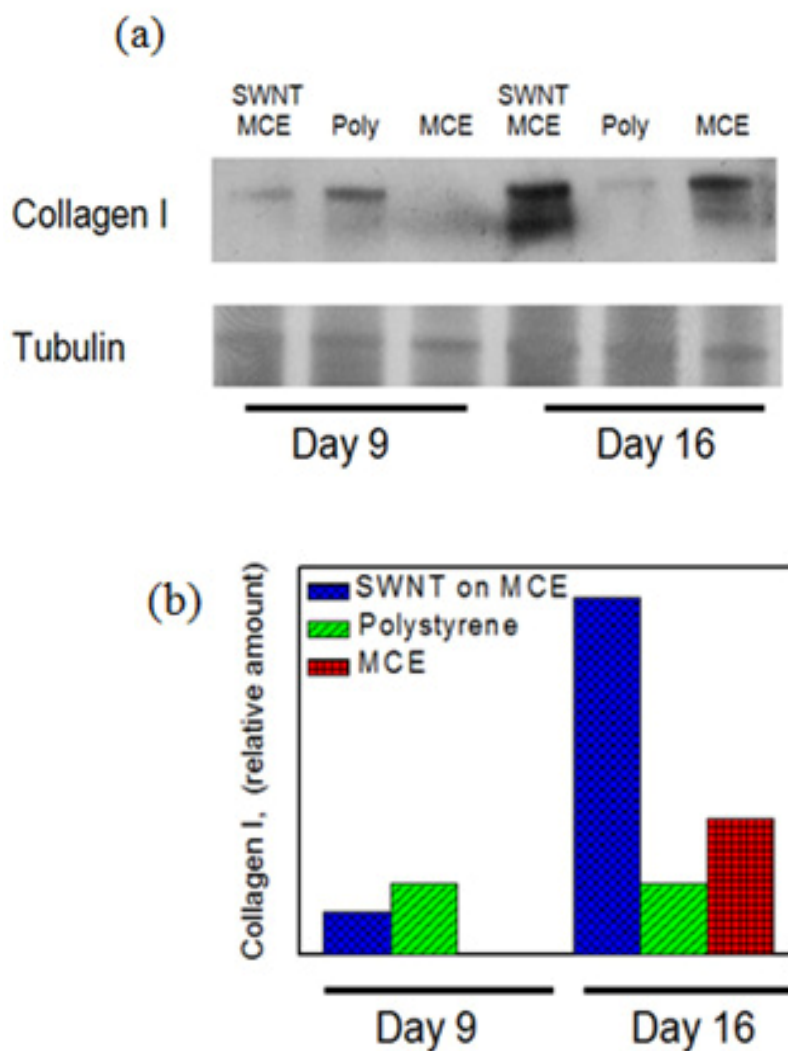 (a)
SWNT
MCE Poly MCE SWNT
MCE Poly MCE
Collagen I
Tubulin
Day 9 Day 16
(b)
SWNT on MCE
Polystyrene
MCE
Collagen I, (relative amount)
Day 9 Day 16